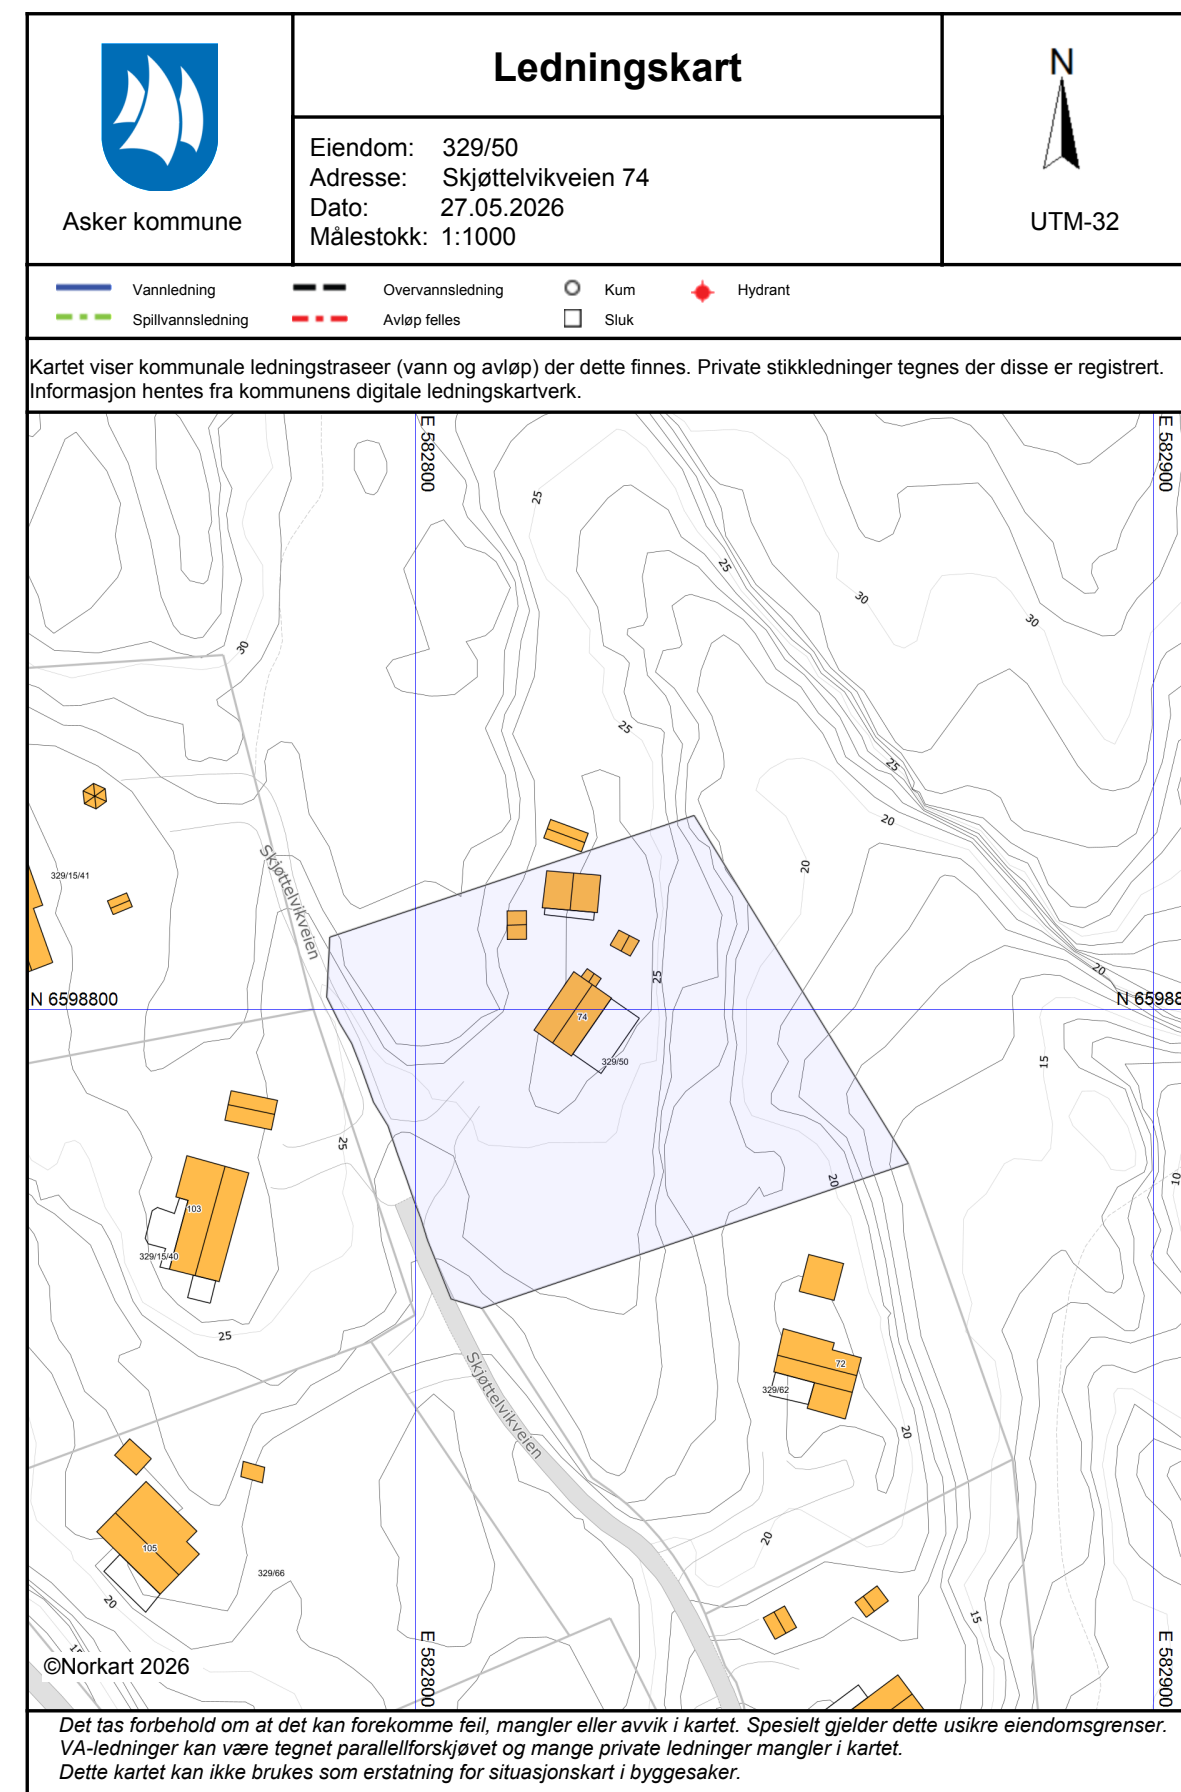 Ledningskart
Asker kommune
Eiendom: 329/50
Adresse: Skjøttelvikveien 74
Dato: 27.05.2026
Målestokk: 1:1000
N
UTM-32
Vannledning
Overvannsledning
Kum
Hydrant
Spillvannsledning
Avløp felles
Sluk
Kartet viser kommunale ledningstraseer (vann og avløp) der dette finnes. Private stikkledninger tegnes der disse er registrert.
Informasjon hentes fra kommunens digitale ledningskartverk.
E 582800
E 582900
25
25
30
30
30
25
25
20
20
329/15/41
Skjøttelvikveien
25
20
N 6598800
N 65988
74
329/50
15
25
20
10
103
329/15/40
25
72
329/62
Skjøttelvikveien
20
20
105
329/66
20
15
15
E 582800
E 582900
©Norkart 2026
Det tas forbehold om at det kan forekomme feil, mangler eller avvik i kartet. Spesielt gjelder dette usikre eiendomsgrenser.
VA-ledninger kan være tegnet parallellforskjøvet og mange private ledninger mangler i kartet.
Dette kartet kan ikke brukes som erstatning for situasjonskart i byggesaker.